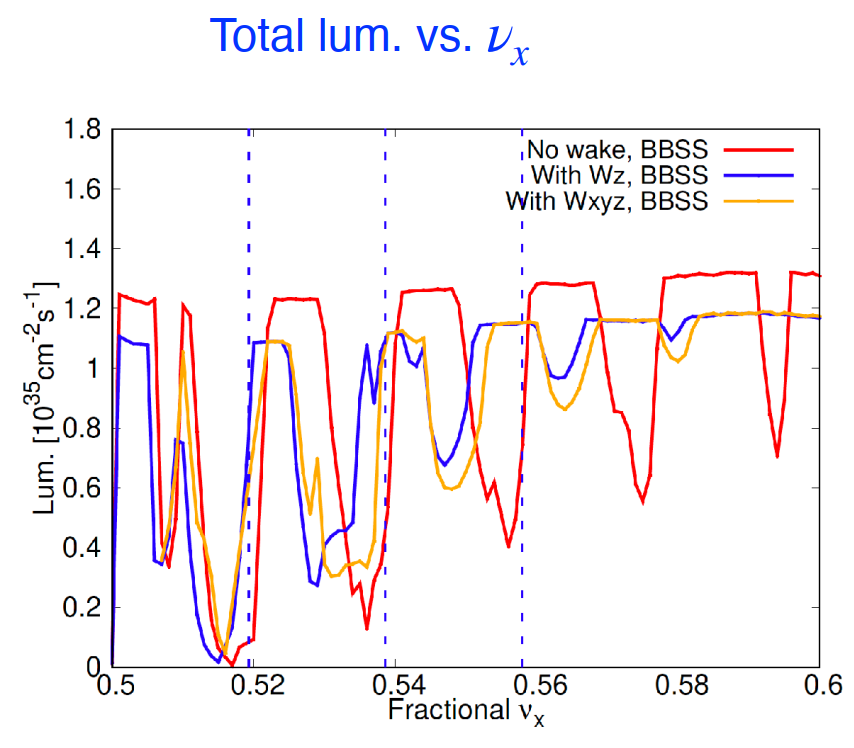 Total lum. vs. νx
1.8
1.6
1.4
1.2
1
0.8
0.6
0.4
0.2
0
Lum. [10^35cm^-2s^-1]
No wake, BBSS
With Wz, BBSS
With Wxyz, BBSS
0.5 0.52 0.54 0.56 0.58 0.6
Fractional νx